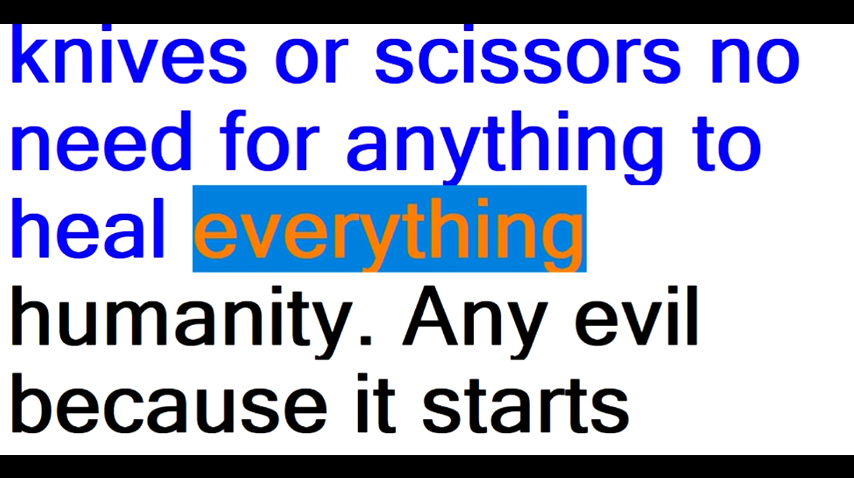 knives or scissors no
need for anything to
heal everything
humanity. Any evil
because it starts